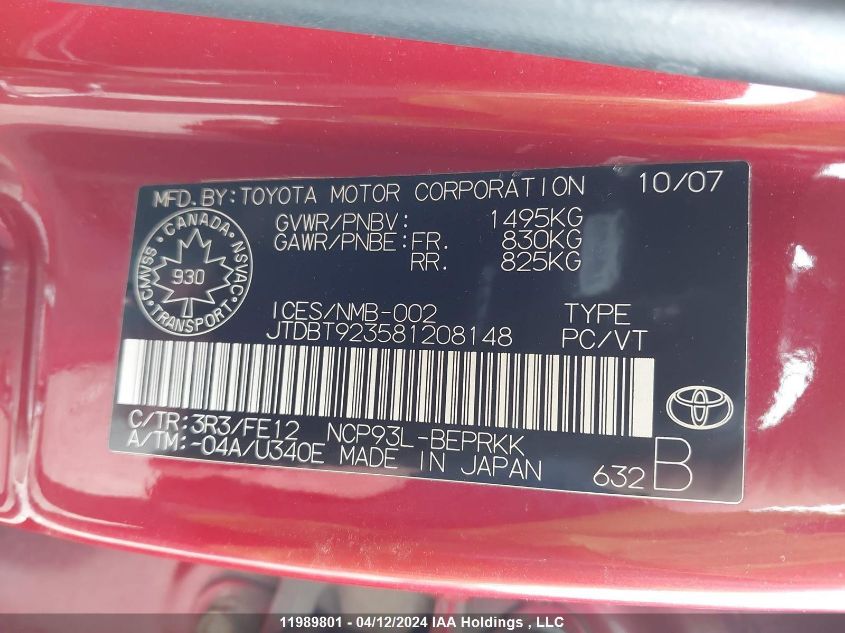 MFD.BY:TOYOTA MOTOR CORPORATION 10/07
GVWR/PNBV: 1495KG
GAWR/PNBE:FR. 830KG
RR. 825KG
CANADA
CMVSS NSVAC
930
TRANSPORT
ICES/NMB-002 TYPE
JTDBT923581208148 PC/VT
C/TR:3R3/FE12 NCP93L-BEPRKK
A/TM:-04A/U340E MADE IN JAPAN 632 B
11989801 - 04/12/2024 IAA Holdings , LLC